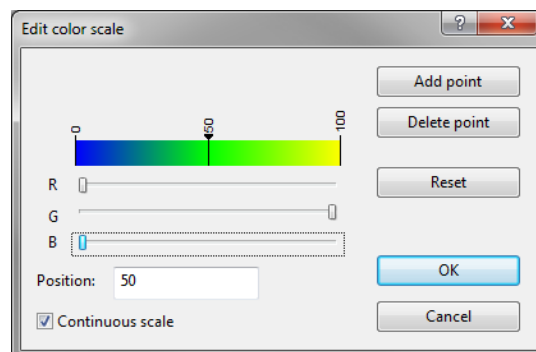 Edit color scale
?
Add point
Delete point
0
50
100
R
Reset
G
B
Position:
50
OK
Continuous scale
Cancel